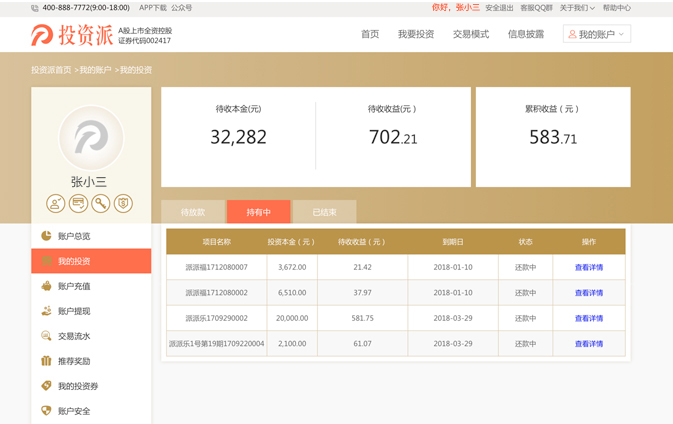 400-888-7772(9:00-18:00) APP下载 公众号
你好，张小三 安全退出 客服QQ群 关于我们 帮助中心
投资派 A股上市全资控股
证券代码002417
首页 我要投资 交易模式 信息披露 我的账户
投资派首页 >我的账户 >我的投资
待收本金(元) 待收收益(元) 累积收益（元）
32,282 702.21 583.71
张小三
待放款 持有中 已结束
账户总览
我的投资
账户充值
账户提现
交易流水
推荐奖励
我的投资券
账户安全
项目名称 投资本金（元） 待收收益（元） 到期日 状态 操作
派派福1712080007 3,672.00 21.42 2018-01-10 还款中 查看详情
派派福1712080002 6,510.00 37.97 2018-01-10 还款中 查看详情
派派乐1709290002 20,000.00 581.75 2018-03-29 还款中 查看详情
派派乐1号第19期1709220004 2,100.00 61.07 2018-03-29 还款中 查看详情